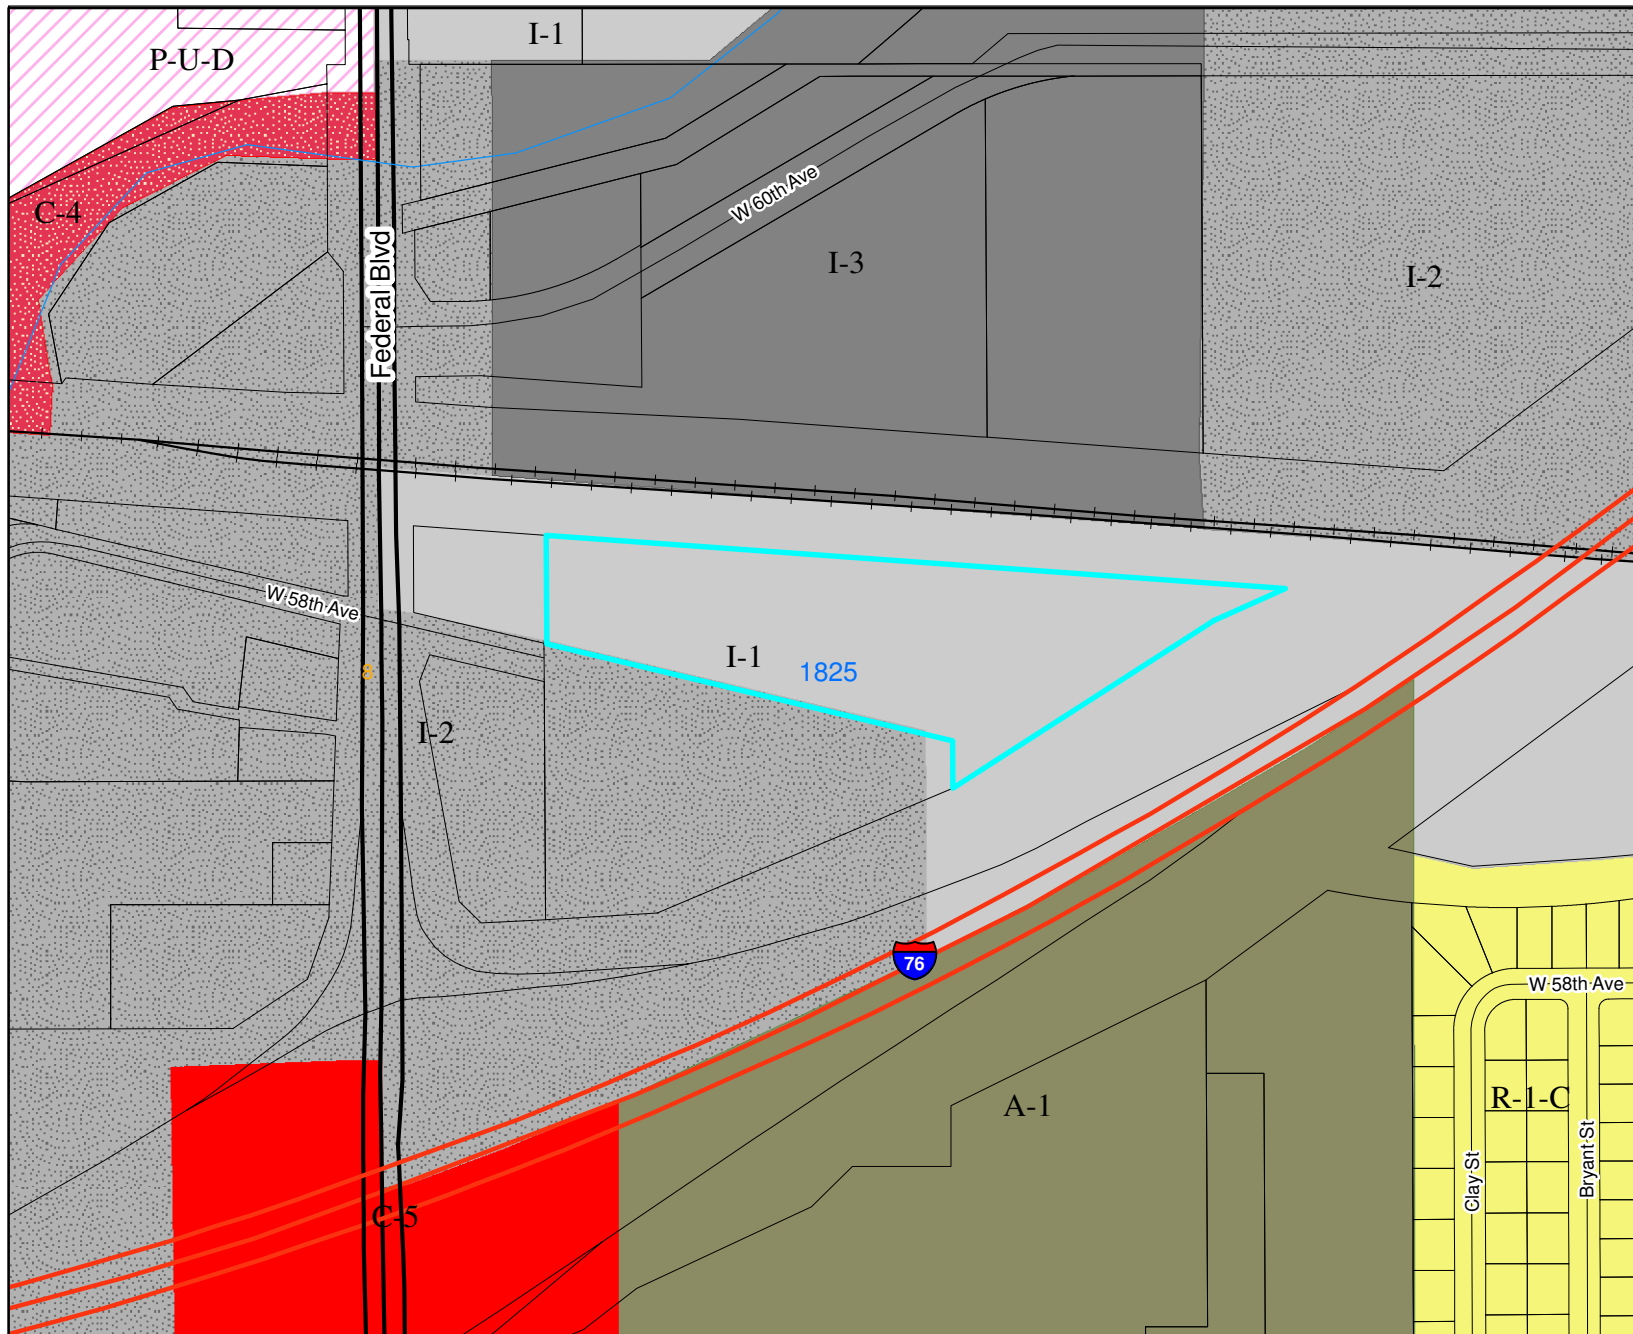 I-1
P-U-D
W 60th Ave
C-4
Federal Blvd
I-3
I-2
W 58th Ave
I-1
1825
8
I-2
76
W 58th Ave
R-1-C
A-1
Clay St
Bryant St
C-5